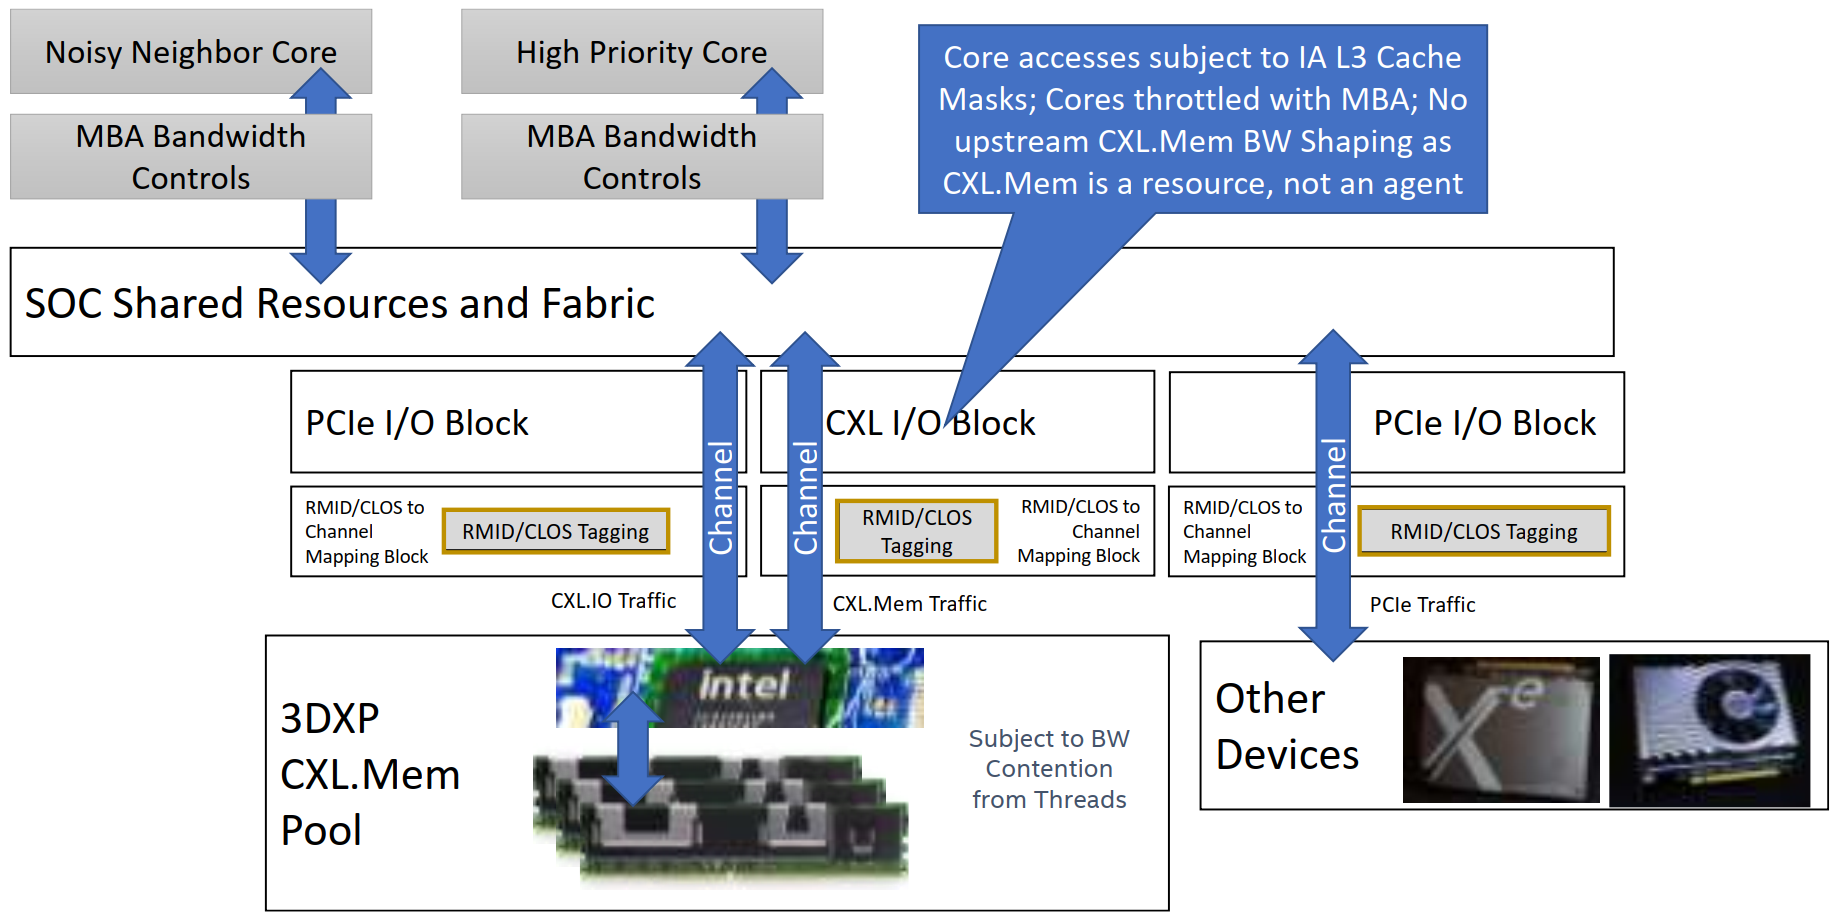 Noisy Neighbor Core
High Priority Core
Core accesses subject to IA L3 Cache
Masks; Cores throttled with MBA; No
upstream CXL.Mem BW Shaping as
CXL.Mem is a resource, not an agent
MBA Bandwidth
Controls
MBA Bandwidth
Controls
SOC Shared Resources and Fabric
PCIe I/O Block
Channel
Channel
CXL I/O Block
PCIe I/O Block
Channel
RMID/CLOS to
Channel
Mapping Block
RMID/CLOS Tagging
RMID/CLOS
Tagging
RMID/CLOS to
Channel
Mapping Block
RMID/CLOS to
Channel
Mapping Block
RMID/CLOS Tagging
CXL.IO Traffic
CXL.Mem Traffic
PCIe Traffic
3DXP
CXL.Mem
Pool
intel
Subject to BW
Contention
from Threads
Other
Devices
Xe